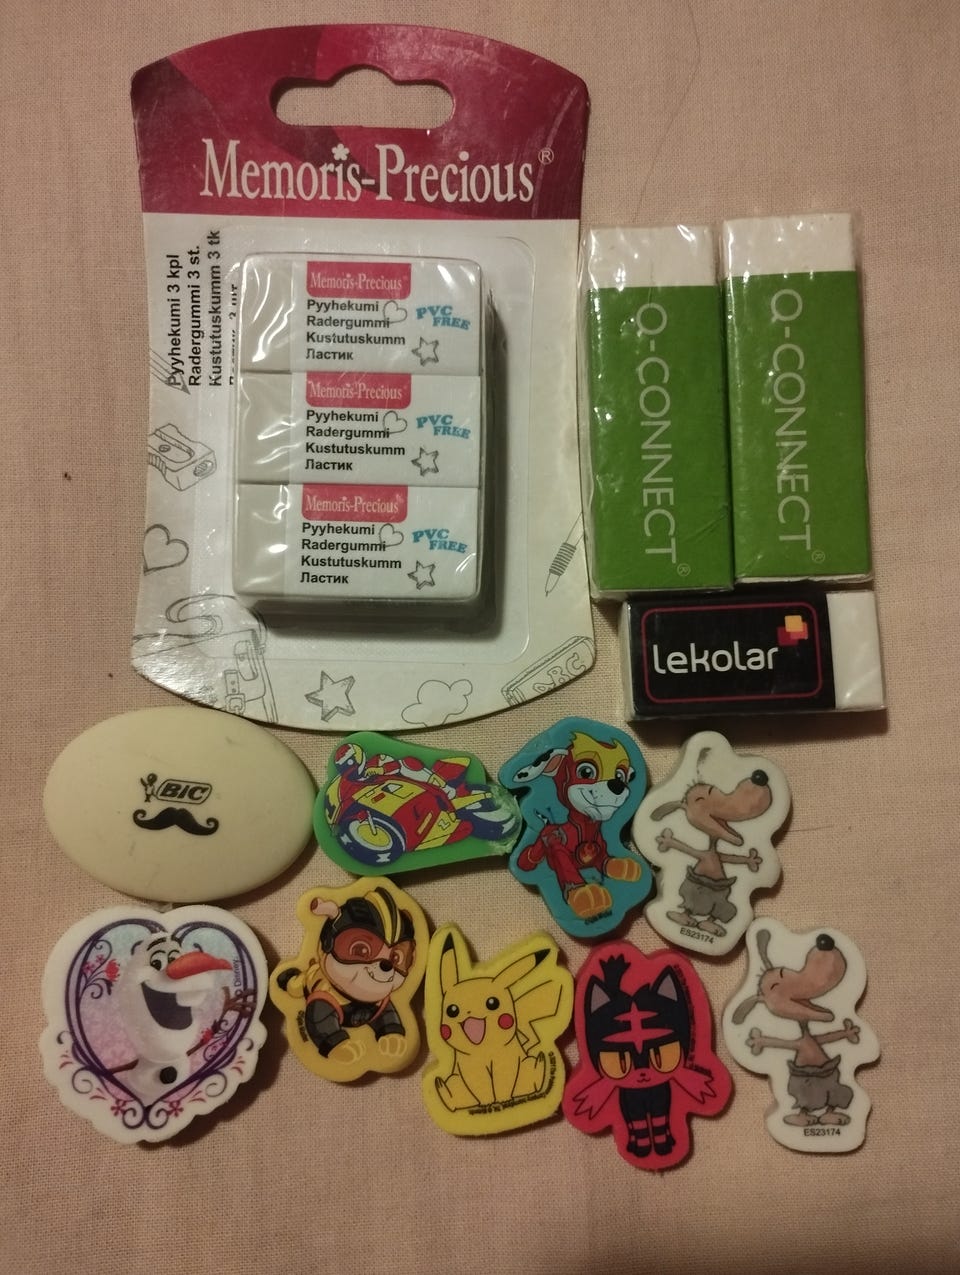 Memoris-Precious®
Pyyhekumi 3 kpl
Radergummi 3 st.
Kustutuskumm 3 tk
Memoris-Precious®
Pyyhekumi
Radergummi
Kustutuskumm
Ластик
PVC
FREE
Memoris-Precious®
Pyyhekumi
Radergummi
Kustutuskumm
Ластик
PVC
FREE
Memoris-Precious®
Pyyhekumi
Radergummi
Kustutuskumm
Ластик
PVC
FREE
ABC
Q-CONNECT®
Q-CONNECT®
lekolar
BIC
ES23174
Disney
ES23174